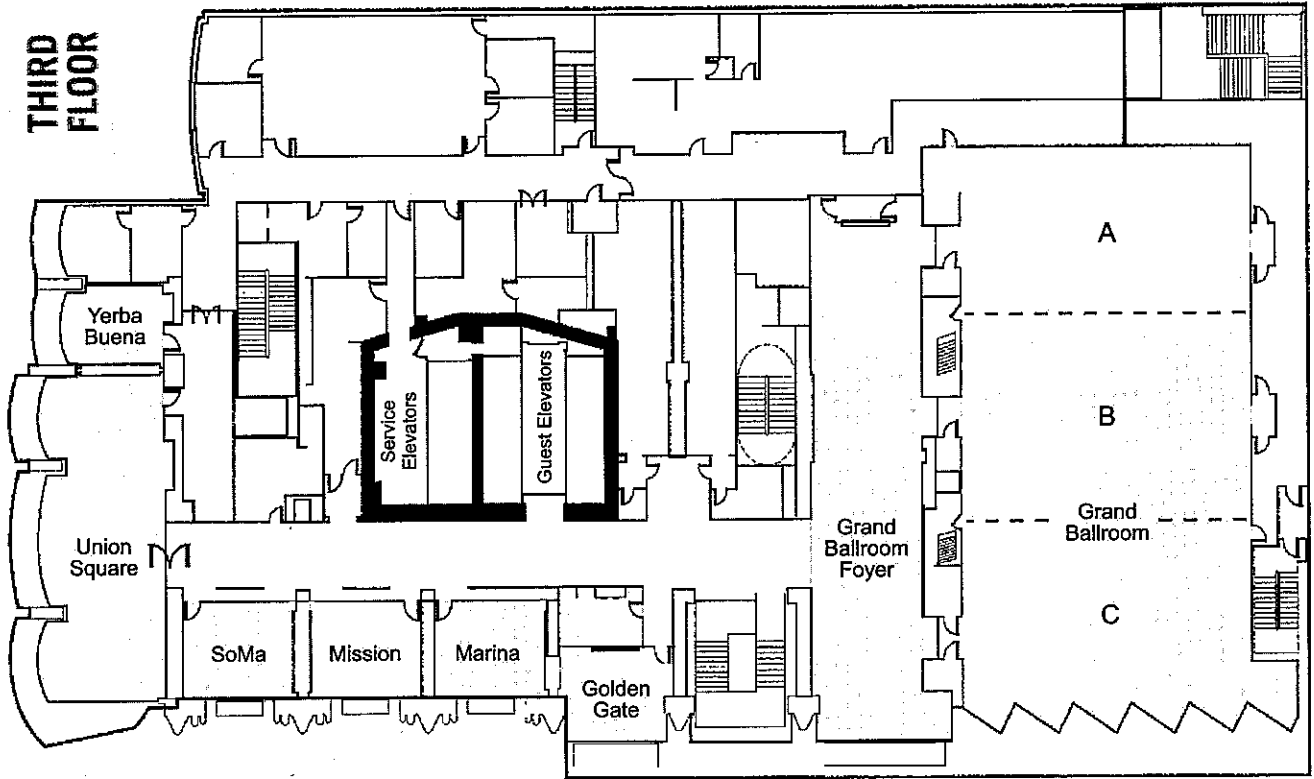 THIRD
FLOOR
Yerba
Buena
Union
Square
Service
Elevators
Guest Elevators
SoMa
Mission
Marina
Golden
Gate
Grand
Ballroom
Foyer
A
B
Grand
Ballroom
C